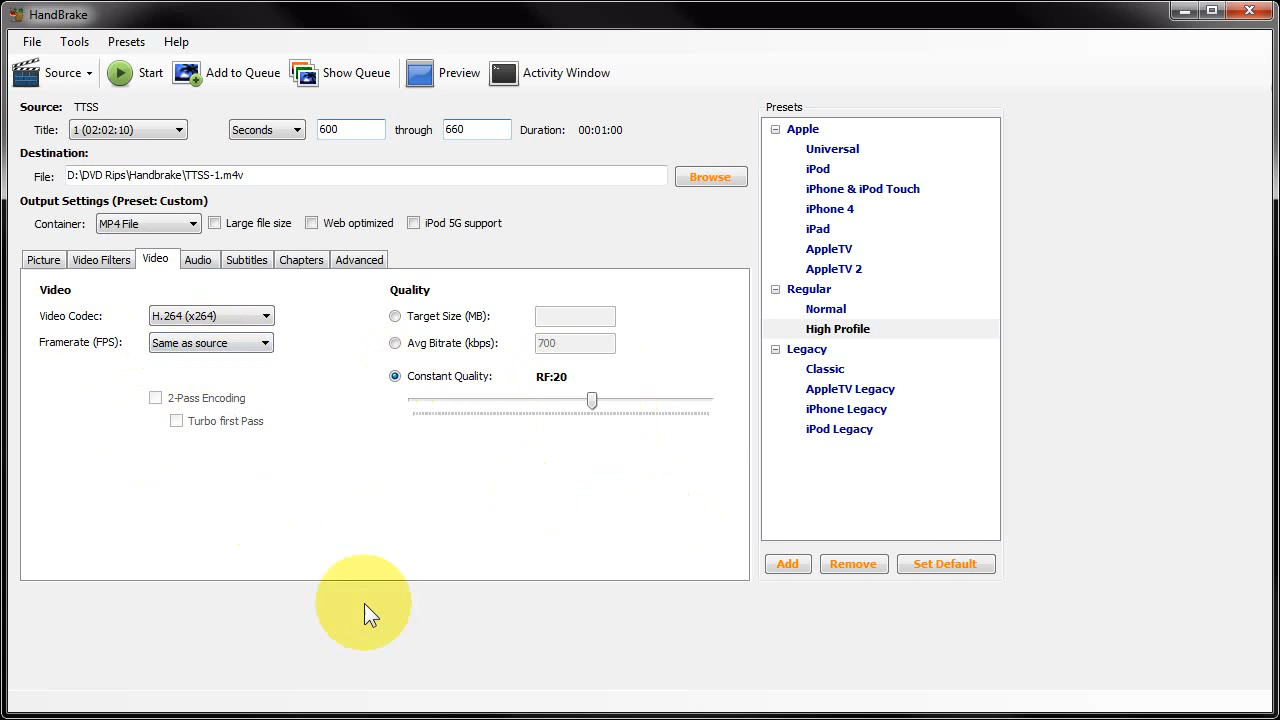 HandBrake
File Tools Presets Help
Source Start Add to Queue Show Queue Preview Activity Window
Source: TTSS
Title: 1 (02:02:10) Seconds 600 through 660 Duration: 00:01:00
Destination:
File: D:\DVD Rips\Handbrake\TTSS-1.m4v Browse
Output Settings (Preset: Custom)
Container: MP4 File Large file size Web optimized iPod 5G support
Picture Video Filters Video Audio Subtitles Chapters Advanced
Video
Video Codec: H.264 (x264)
Framerate (FPS): Same as source
2-Pass Encoding
Turbo first Pass
Quality
Target Size (MB):
Avg Bitrate (kbps): 700
Constant Quality: RF:20
Presets
Apple
Universal
iPod
iPhone & iPod Touch
iPhone 4
iPad
AppleTV
AppleTV 2
Regular
Normal
High Profile
Legacy
Classic
AppleTV Legacy
iPhone Legacy
iPod Legacy
Add Remove Set Default